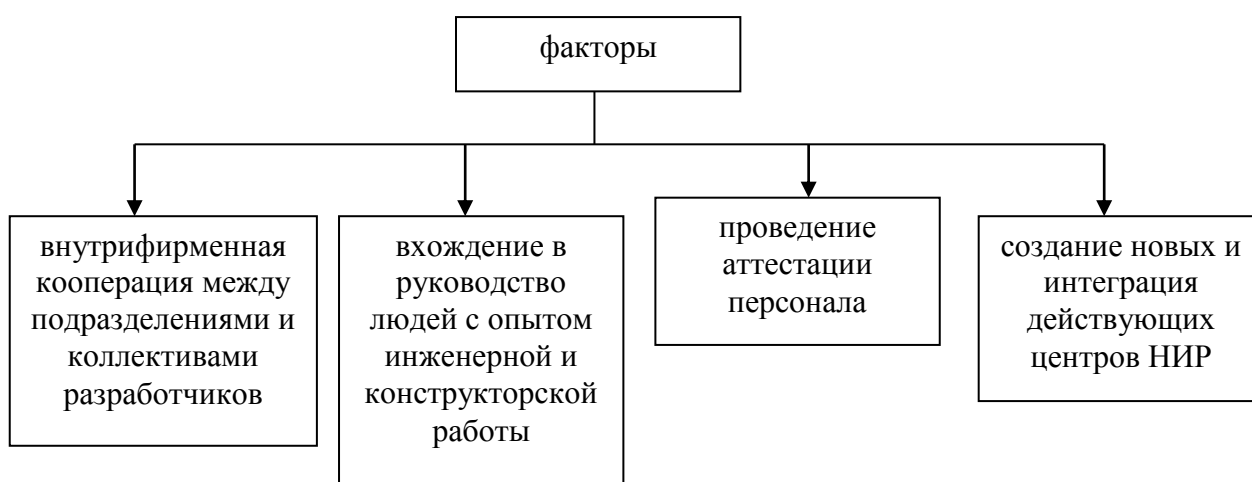 факторы
внутрифирменная
кооперация между
подразделениями и
коллективами
разработчиков
вхождение в
руководство
людей с опытом
инженерной и
конструкторской
работы
проведение
аттестации
персонала
создание новых и
интеграция
действующих
центров НИР